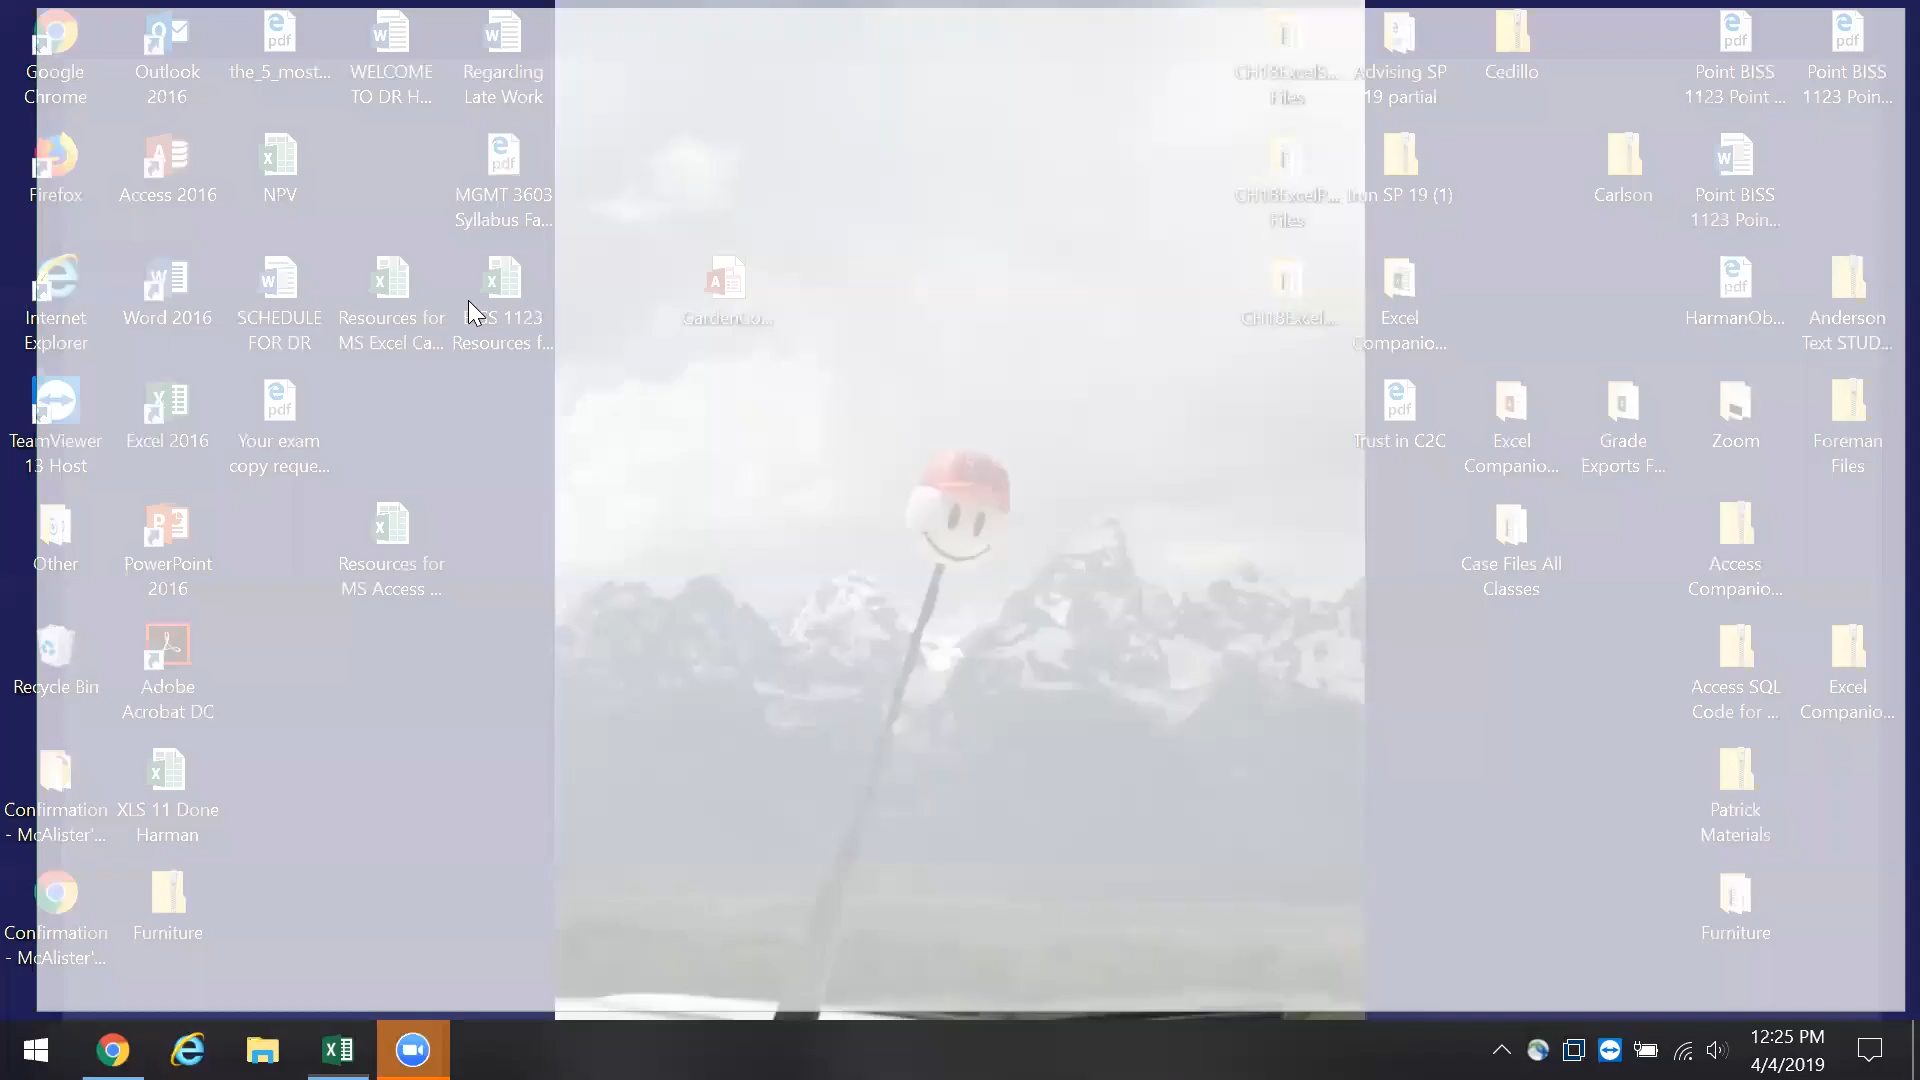 Google
Chrome
Outlook
2016
the_5_most...
WELCOME
TO DR H...
Regarding
Late Work
Files
Advising SP
19 partial
Cedillo
Point BISS
1123 Point ...
Point BISS
1123 Poin...
Firefox
Access 2016
NPV
MGMT 3603
Syllabus Fa...
Files
SP 19 (1)
Carlson
Point BISS
1123 Poin...
Internet
Explorer
Word 2016
SCHEDULE
FOR DR
Resources for
MS Excel Ca...
1123
Resources f...
CH18Excel...
Excel
Companio...
HarmanOb...
Anderson
Text STUD...
TeamViewer
13 Host
Excel 2016
Your exam
copy reque...
Trust in C2C
Excel
Companio...
Grade
Exports F...
Zoom
Foreman
Files
Other
PowerPoint
2016
Resources for
MS Access ...
Case Files All
Classes
Access
Companio...
Recycle Bin
Adobe
Acrobat DC
Access SQL
Code for ...
Excel
Companio...
Confirmation
- McAlister'...
XLS 11 Done
Harman
Patrick
Materials
Confirmation
- McAlister'...
Furniture
Furniture
12:25 PM
4/4/2019